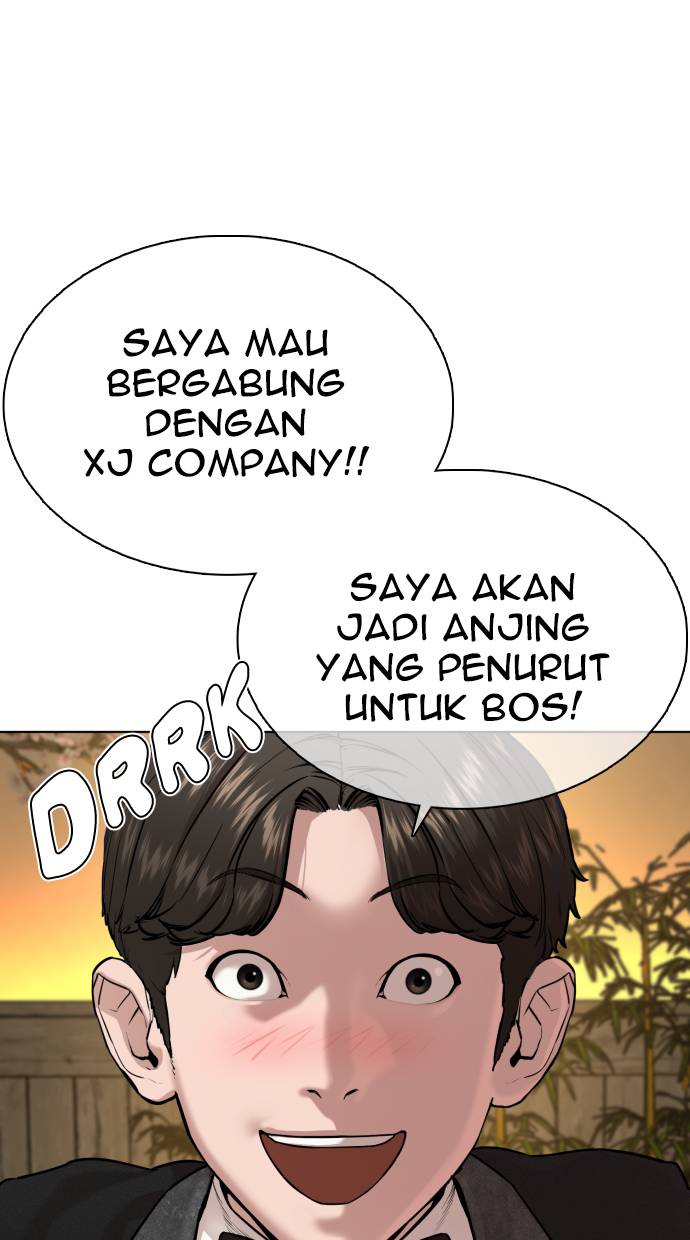 SAYA MAU
BERGABUNG
DENGAN
XJ COMPANY!!
SAYA AKAN
JADI ANJING
YANG PENURUT
UNTUK BOS!
DRRK